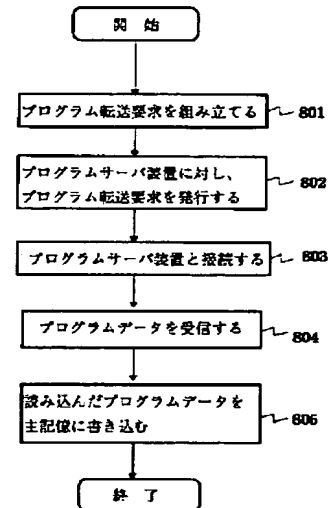 開 始
プログラム転送要求を組み立てる
801
プログラムサーバ装置に対し、
プログラム転送要求を発行する
802
プログラムサーバ装置と接続する
803
プログラムデータを受信する
804
読み込んだプログラムデータを
主記憶に書き込む
805
終 了